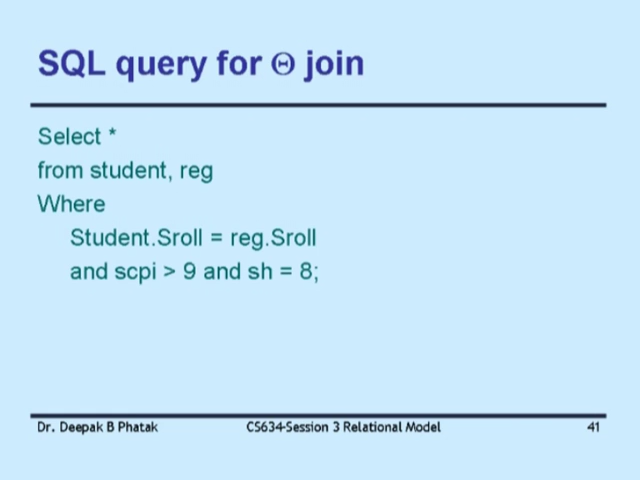 SQL query for Θ join
Select *
from student, reg
Where
Student.Sroll = reg.Sroll
and scpi > 9 and sh = 8;
Dr. Deepak B Phatak CS634-Session 3 Relational Model 41